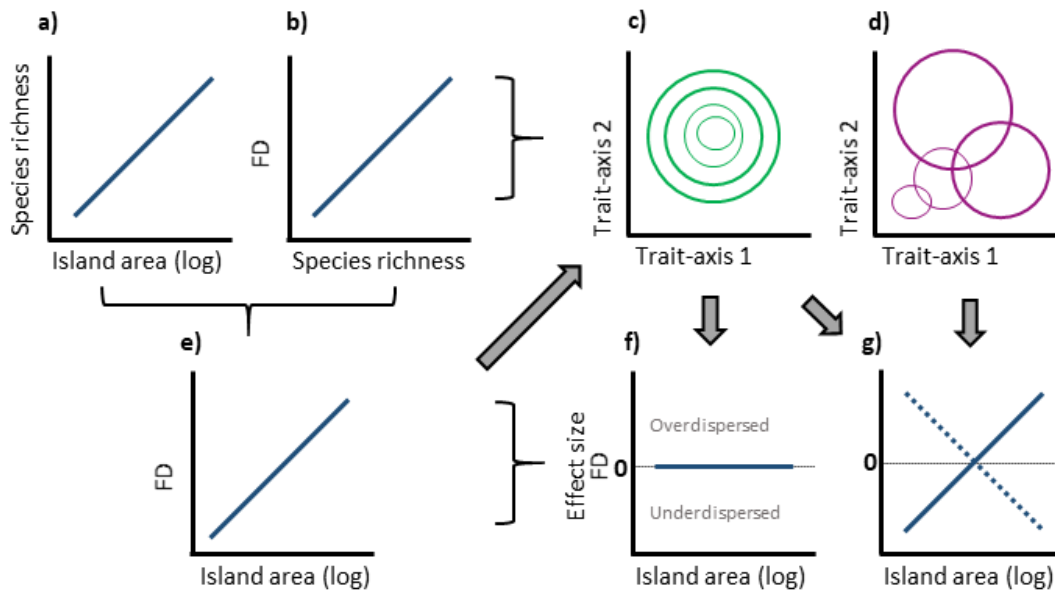 a)
b)
c)
d)
Species richness
Island area (log)
FD
Species richness
Trait-axis 2
Trait-axis 1
Trait-axis 2
Trait-axis 1
e)
f)
g)
FD
Island area (log)
Effect size
FD
Overdispersed
0
Underdispersed
Island area (log)
0
Island area (log)